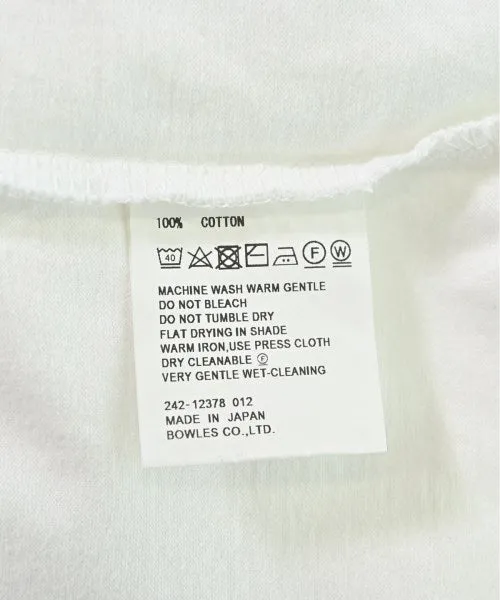 100% COTTON
40 F W
MACHINE WASH WARM GENTLE
DO NOT BLEACH
DO NOT TUMBLE DRY
FLAT DRYING IN SHADE
WARM IRON,USE PRESS CLOTH
DRY CLEANABLE Ⓕ
VERY GENTLE WET-CLEANING
242-12378 012
MADE IN JAPAN
BOWLES CO.,LTD.